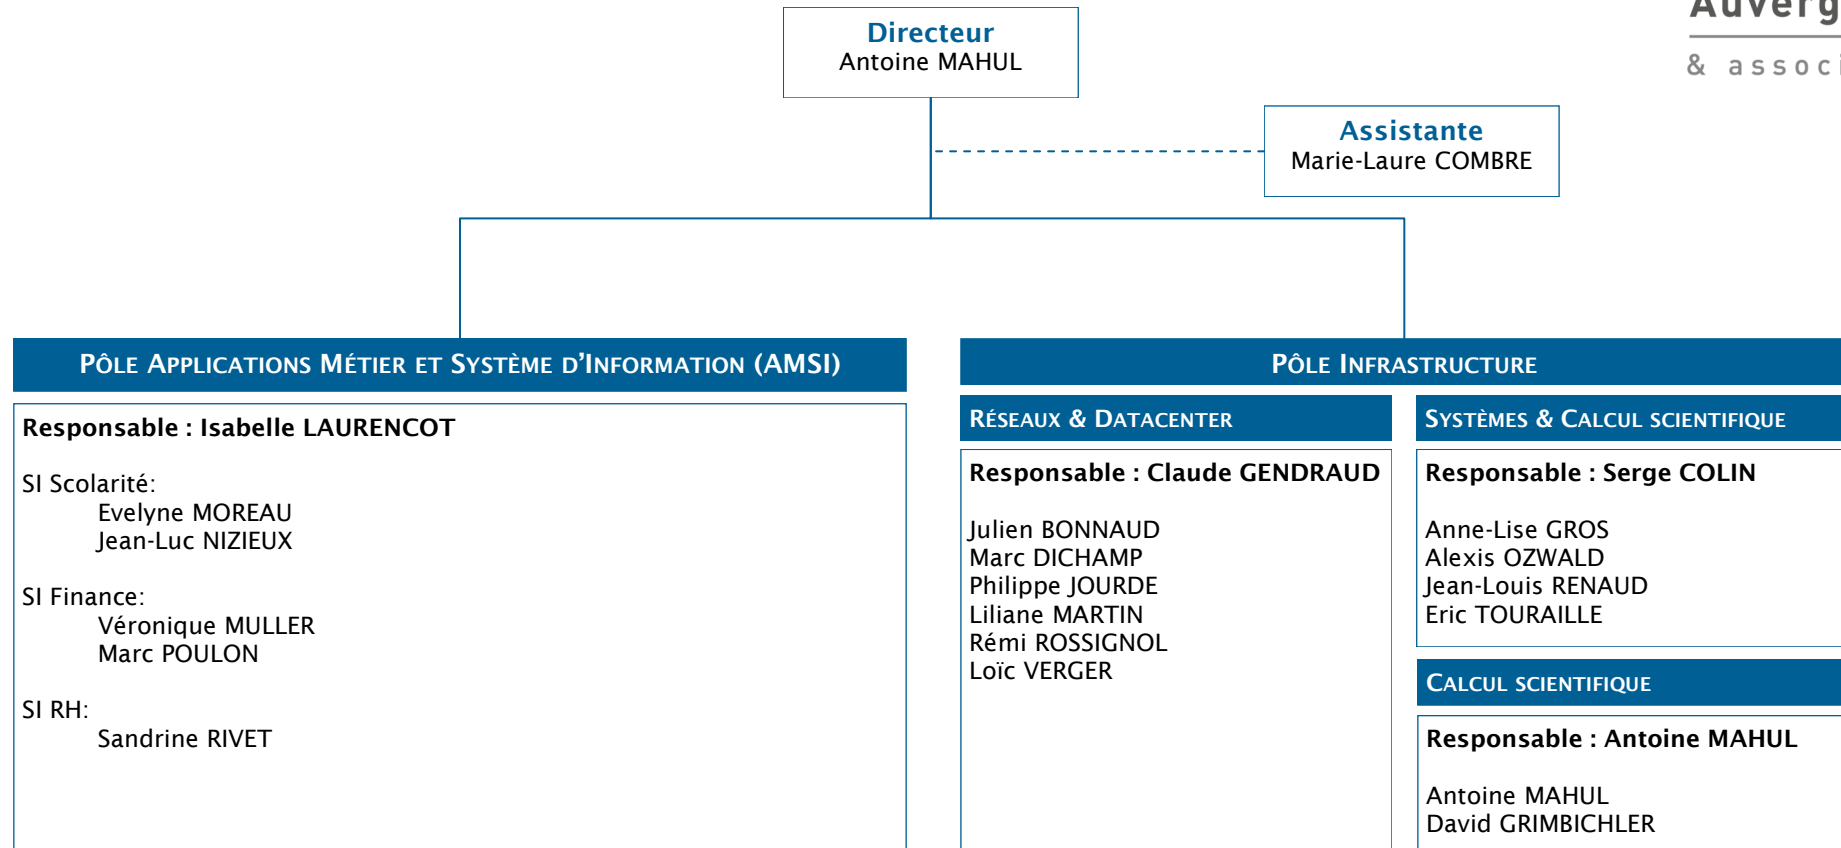 Auverg
& associ
Directeur
Antoine MAHUL
Assistante
Marie-Laure COMBRE
PÔLE APPLICATIONS MÉTIER ET SYSTÈME D'INFORMATION (AMSI)
Responsable : Isabelle LAURENCOT
SI Scolarité:
Evelyne MOREAU
Jean-Luc NIZIEUX
SI Finance:
Véronique MULLER
Marc POULON
SI RH:
Sandrine RIVET
PÔLE INFRASTRUCTURE
RÉSEAUX & DATACENTER
Responsable : Claude GENDRAUD
Julien BONNAUD
Marc DICHAMP
Philippe JOURDE
Liliane MARTIN
Rémi ROSSIGNOL
Loïc VERGER
SYSTÈMES & CALCUL SCIENTIFIQUE
Responsable : Serge COLIN
Anne-Lise GROS
Alexis OZWALD
Jean-Louis RENAUD
Eric TOURAILLE
CALCUL SCIENTIFIQUE
Responsable : Antoine MAHUL
Antoine MAHUL
David GRIMBICHLER